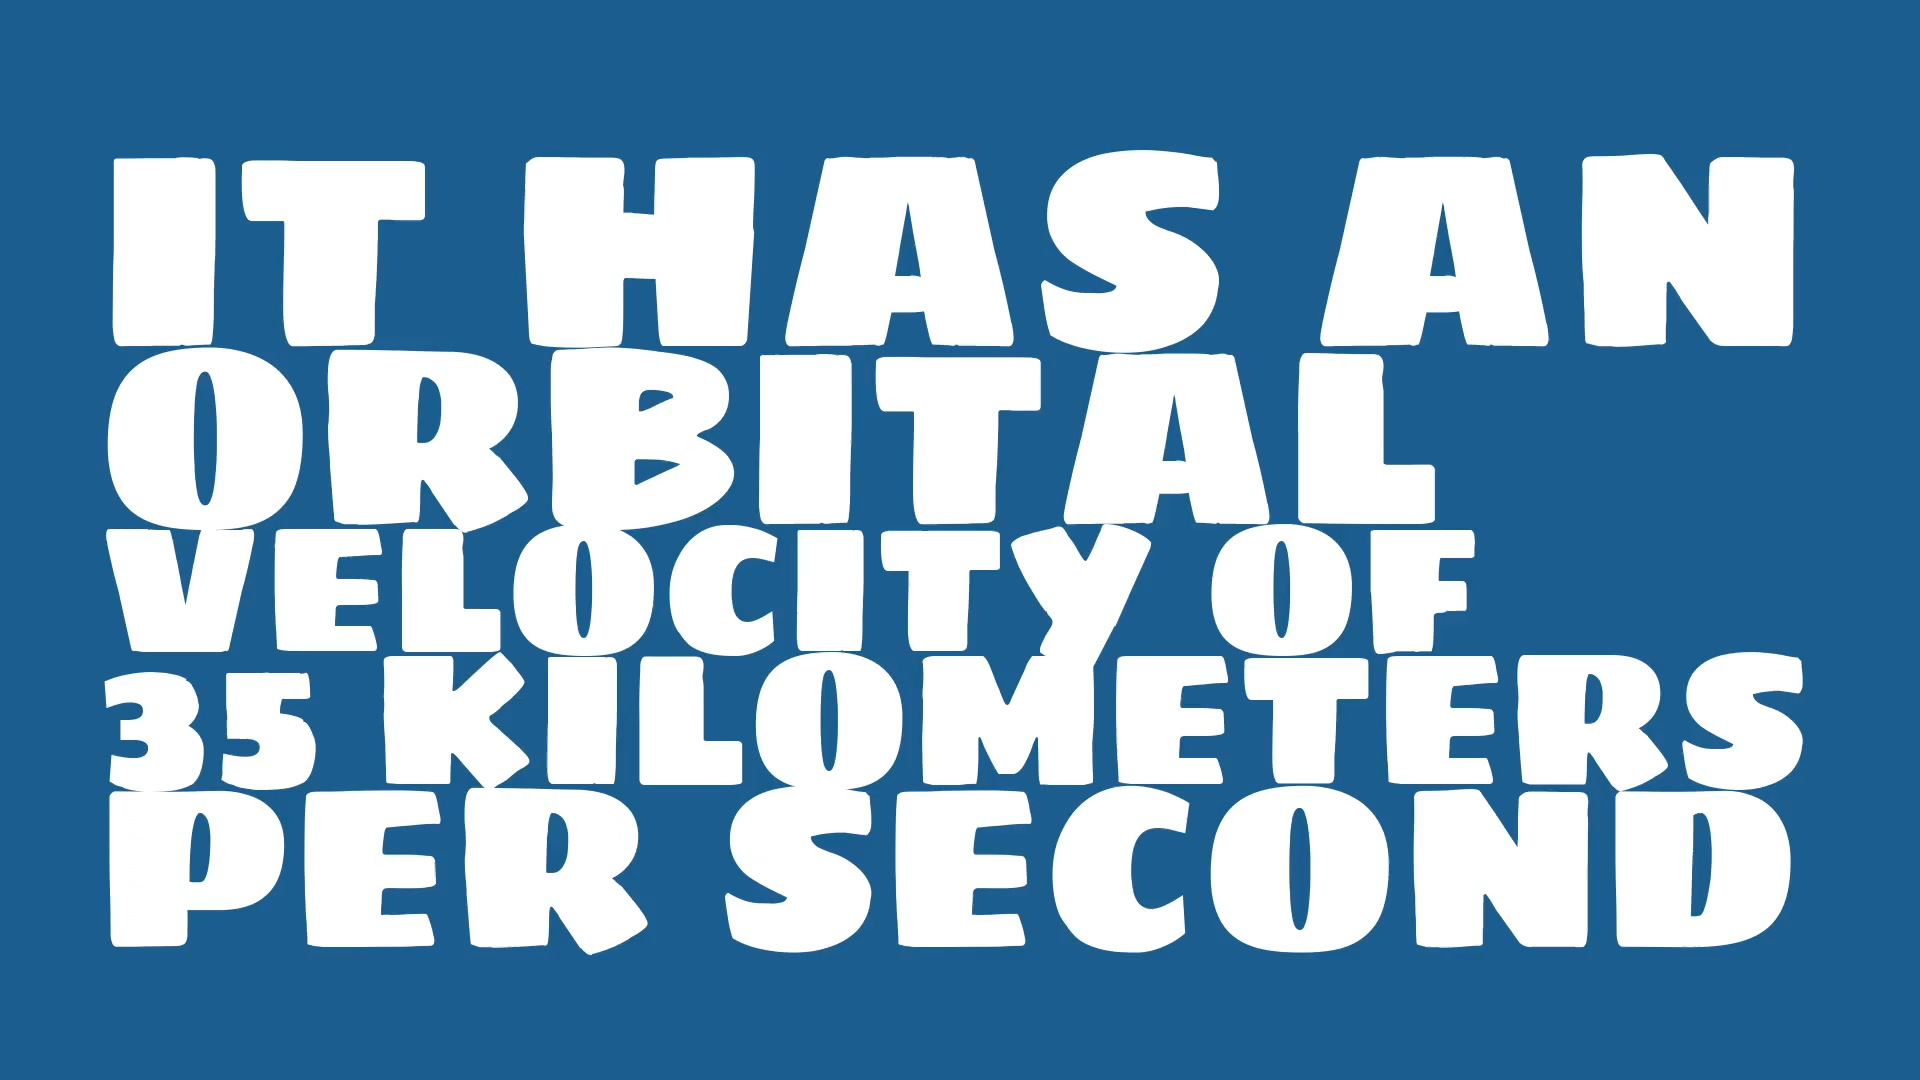 IT HAS AN
ORBITAL
VELOCITY OF
35 KILOMETERS
PER SECOND